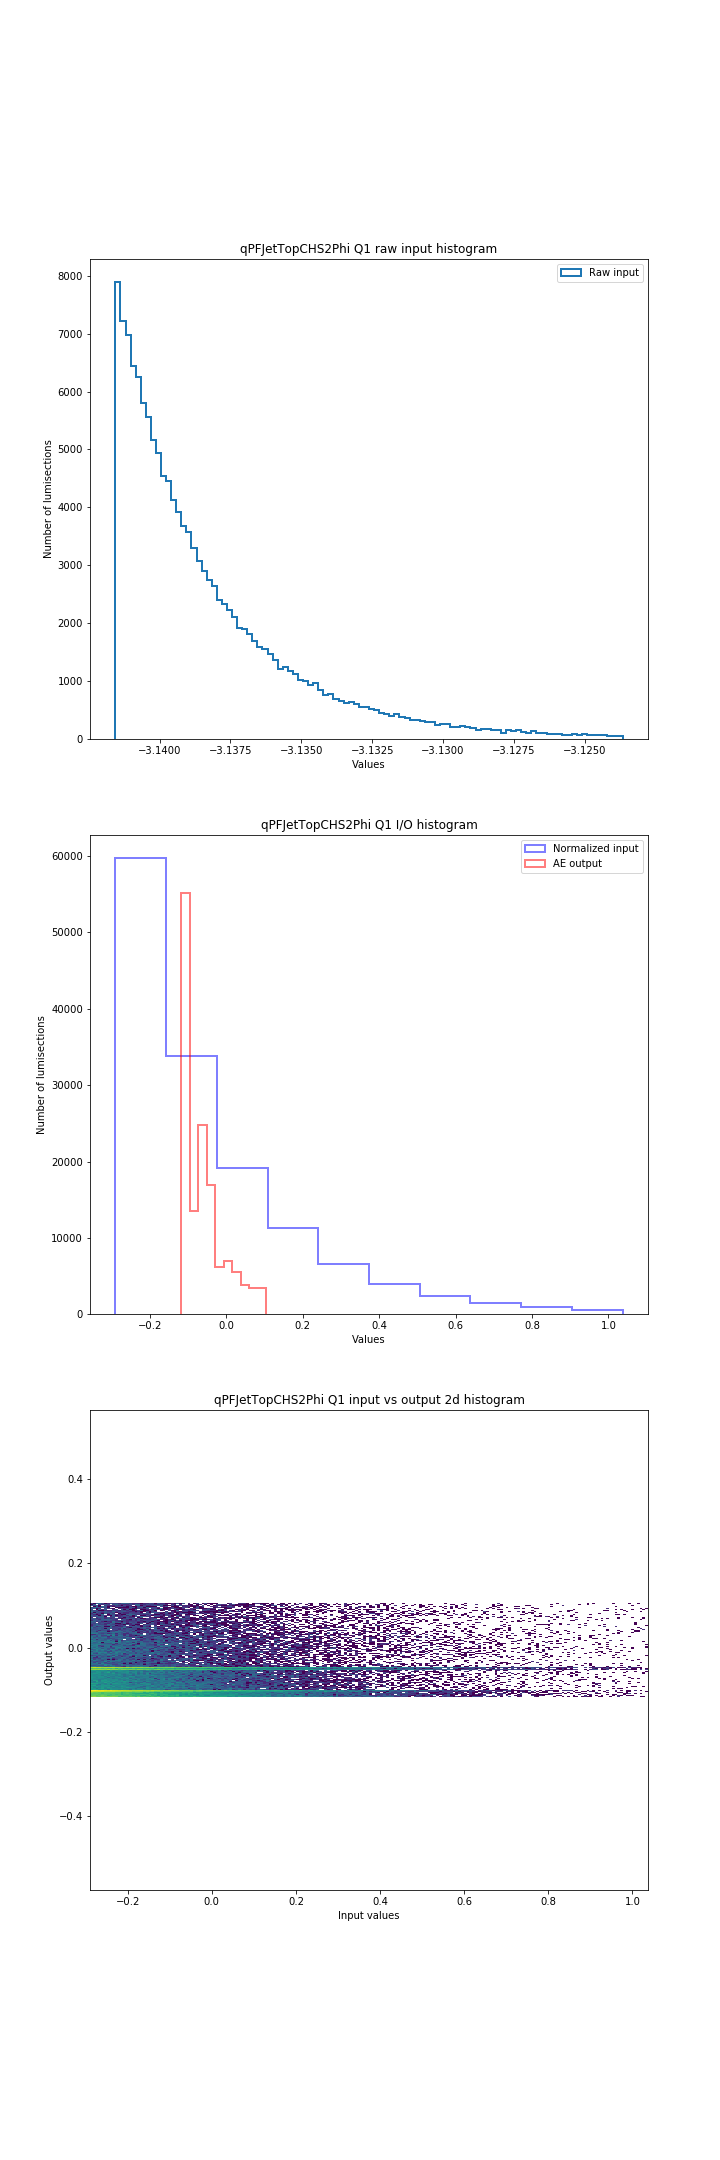 qPFJetTopCHS2Phi Q1 raw input histogram
Raw input
8000
7000
6000
5000
4000
3000
2000
1000
0
Number of lumisections
−3.1400 −3.1375 −3.1350 −3.1325 −3.1300 −3.1275 −3.1250
Values
qPFJetTopCHS2Phi Q1 I/O histogram
Normalized input
AE output
60000
50000
40000
30000
20000
10000
0
Number of lumisections
−0.2 0.0 0.2 0.4 0.6 0.8 1.0
Values
qPFJetTopCHS2Phi Q1 input vs output 2d histogram
0.4
0.2
0.0
−0.2
−0.4
Output values
−0.2 0.0 0.2 0.4 0.6 0.8 1.0
Input values